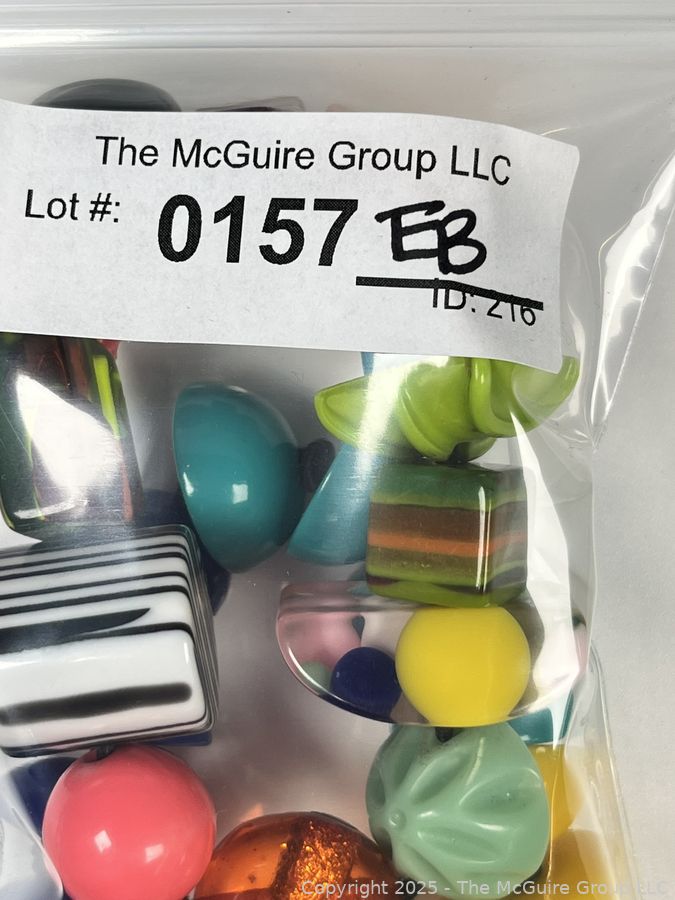 The McGuire Group LLC
Lot #: 0157 EB
ID: 216
Copyright 2025 - The McGuire Group LLC